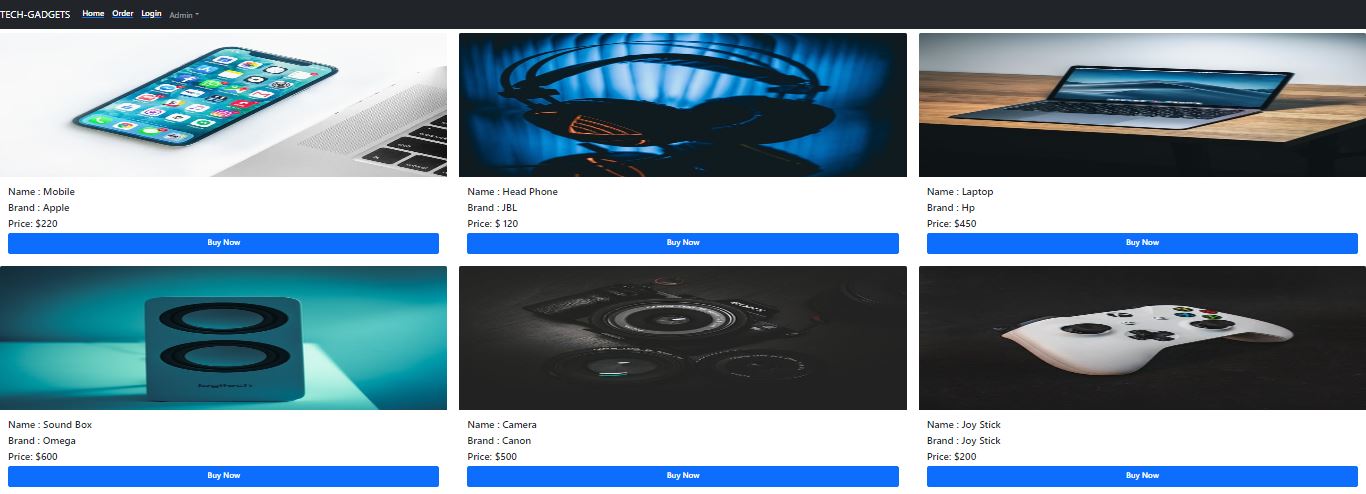 TECH-GADGETS Home Order Login Admin
Name : Mobile
Brand : Apple
Price: $220
Buy Now
Name : Head Phone
Brand : JBL
Price: $ 120
Buy Now
Name : Laptop
Brand : Hp
Price: $450
Buy Now
logitech
Name : Sound Box
Brand : Omega
Price: $600
Buy Now
Name : Camera
Brand : Canon
Price: $500
Buy Now
Name : Joy Stick
Brand : Joy Stick
Price: $200
Buy Now